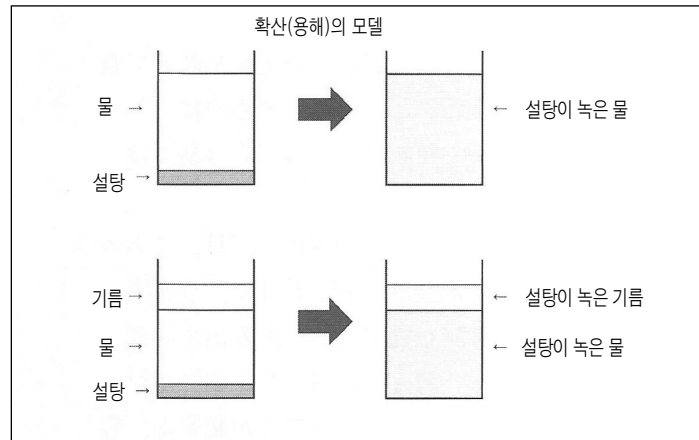 확산(용해)의 모델
물 →
← 설탕이 녹은 물
설탕 →
기름 →
← 설탕이 녹은 기름
물 →
← 설탕이 녹은 물
설탕 →